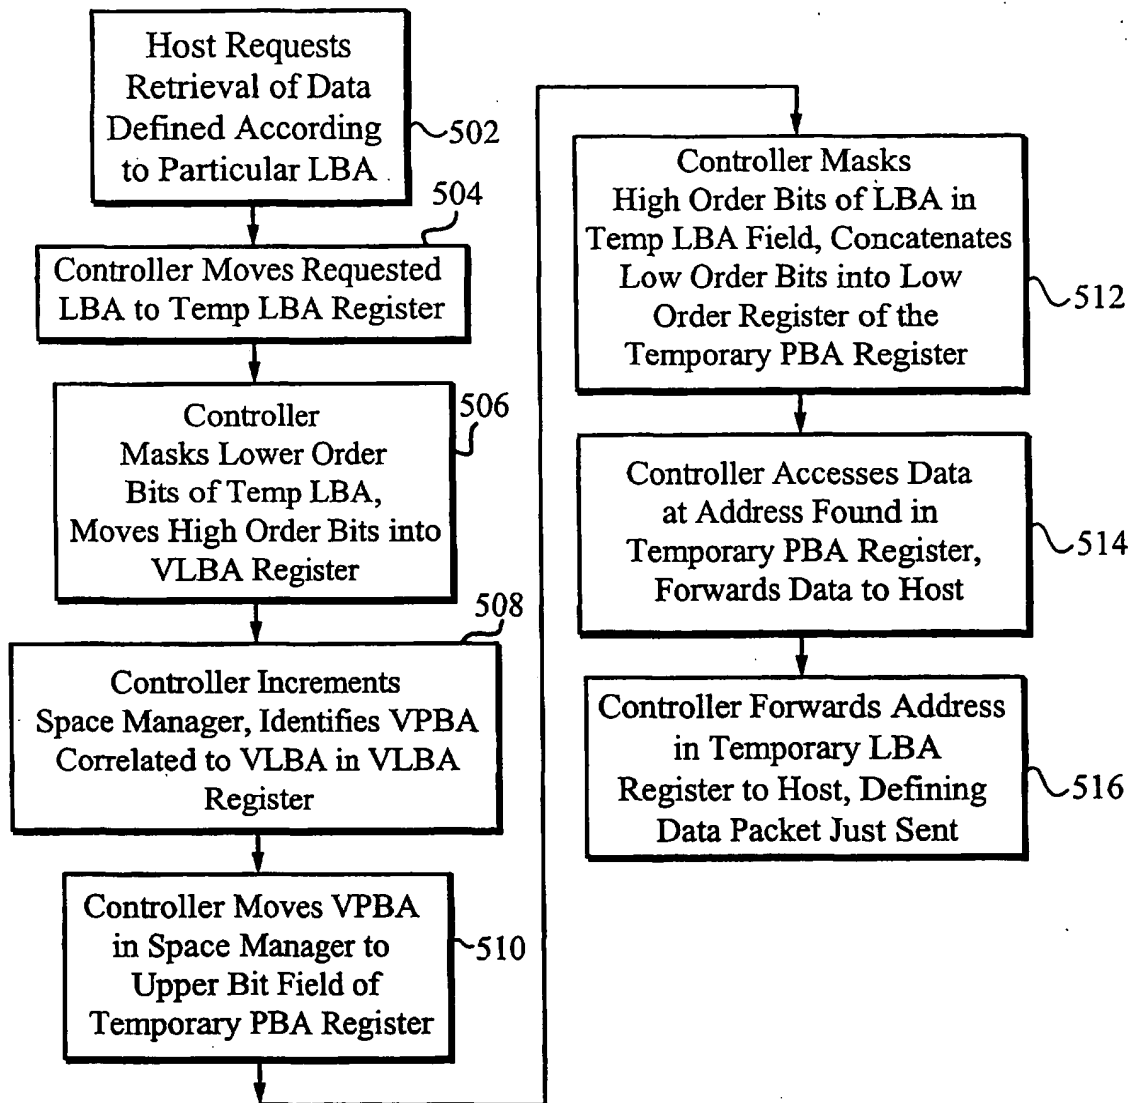 Host Requests
Retrieval of Data
Defined According
to Particular LBA
502
504
Controller Moves Requested
LBA to Temp LBA Register
506
Controller
Masks Lower Order
Bits of Temp LBA,
Moves High Order Bits into
VLBA Register
508
Controller Increments
Space Manager, Identifies VPBA
Correlated to VLBA in VLBA
Register
Controller Moves VPBA
in Space Manager to
Upper Bit Field of
Temporary PBA Register
510
Controller Masks
High Order Bits of LBA in
Temp LBA Field, Concatenates
Low Order Bits into Low
Order Register of the
Temporary PBA Register
512
Controller Accesses Data
at Address Found in
Temporary PBA Register,
Forwards Data to Host
514
Controller Forwards Address
in Temporary LBA
Register to Host, Defining
Data Packet Just Sent
516